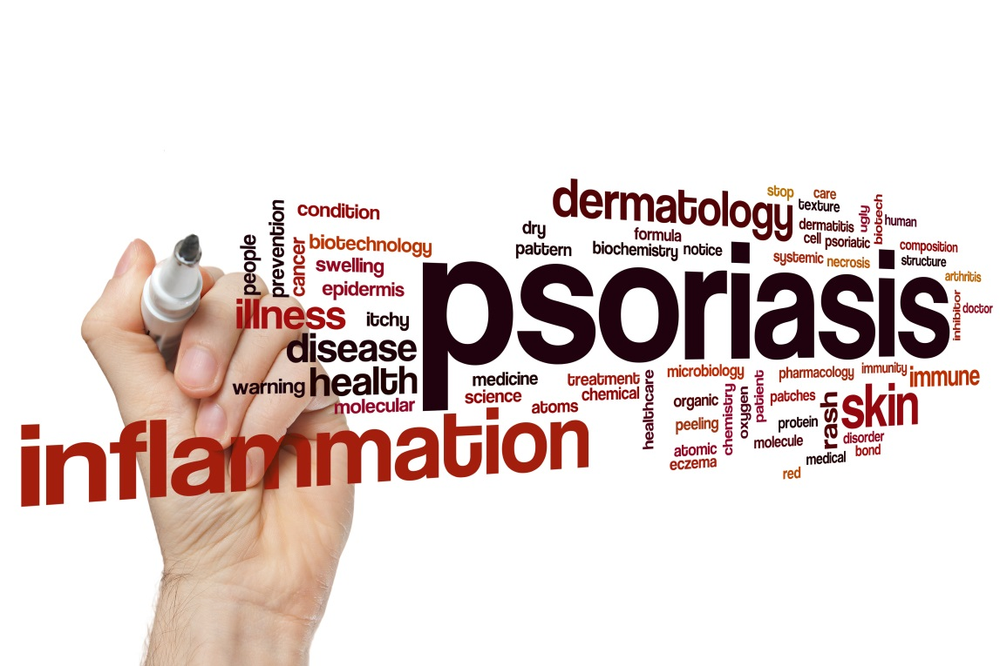 dermatology
stop
care
texture
ugly
biotech
human
people
prevention
condition
dry
formula
dermatitis
cell psoriatic
pattern
biochemistry notice
composition
cancer
biotechnology
systemic necrosis
structure
swelling
arthritis
epidermis
psoriasis
illness
itchy
inhibitor
doctor
disease
warning health
medicine
treatment
microbiology
pharmacology
immunity
immune
molecular
science
chemical
atoms
healthcare
organic
chemistry
oxygen
patient
patches
rash
skin
inflammation
peeling
protein
disorder
molecule
atomic
bond
eczema
medical
red